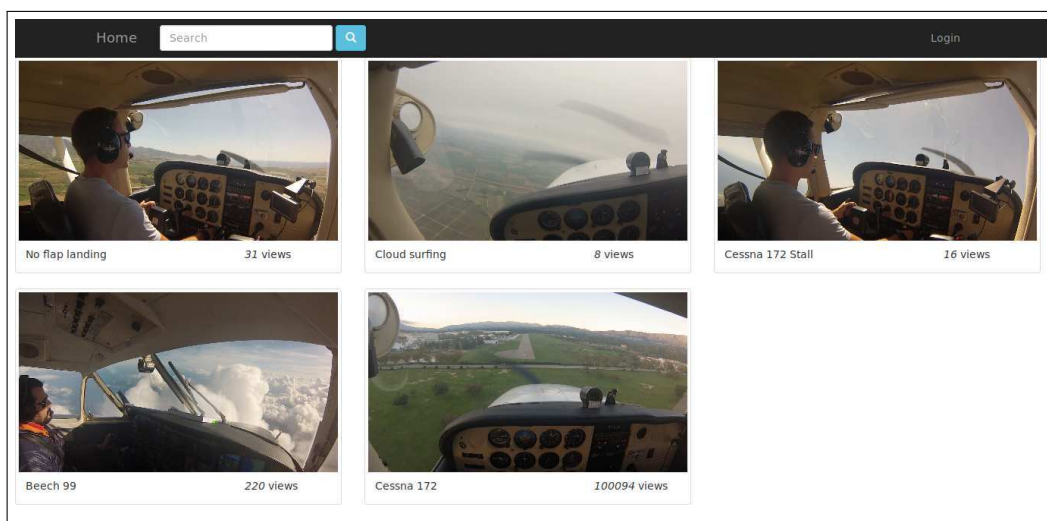 Home Search Login
No flap landing 31 views
Cloud surfing 8 views
Cessna 172 Stall 16 views
Beech 99 220 views
Cessna 172 100094 views